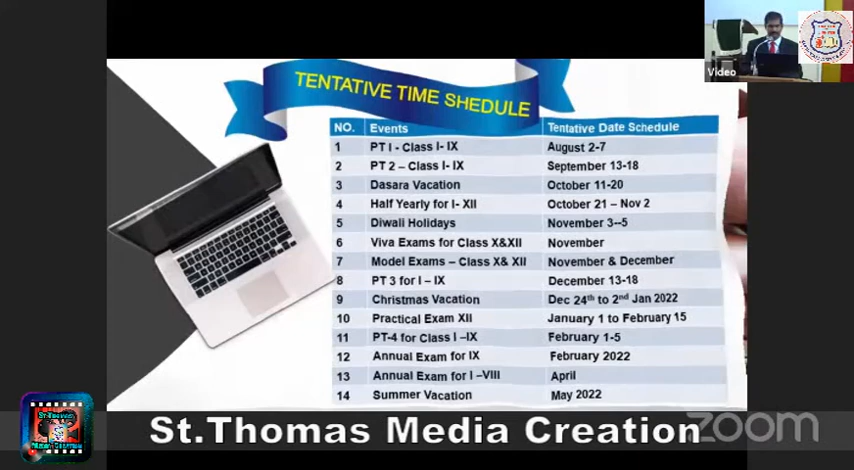 Video
TENTATIVE TIME SHEDULE
NO. Events Tentative Date Schedule
1 PT I - Class I- IX August 2-7
2 PT 2 – Class I- IX September 13-18
3 Dasara Vacation October 11-20
4 Half Yearly for I- XII October 21 – Nov 2
5 Diwali Holidays November 3--5
6 Viva Exams for Class X&XII November
7 Model Exams – Class X& XII November & December
8 PT 3 for I – IX December 13-18
9 Christmas Vacation Dec 24th to 2nd Jan 2022
10 Practical Exam XII January 1 to February 15
11 PT-4 for Class I –IX February 1-5
12 Annual Exam for IX February 2022
13 Annual Exam for I –VIII April
14 Summer Vacation May 2022
St.Thomas Media Creation
zoom
St.Thomas
Media Creation